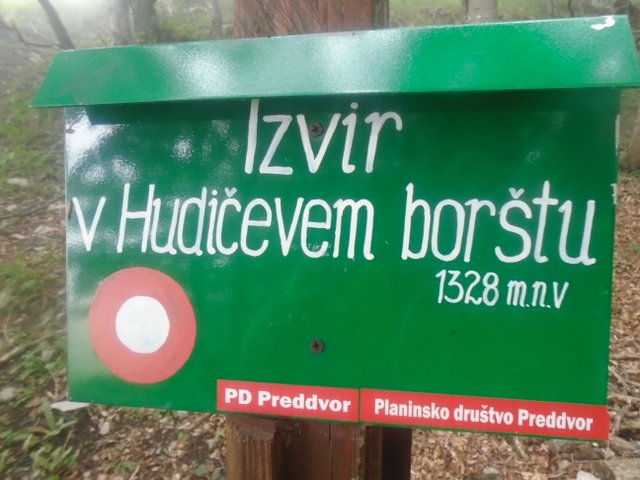 Izvir
v Hudičevem borštu
1328 m.n.v
PD Preddvor
Planinsko društvo Preddvor